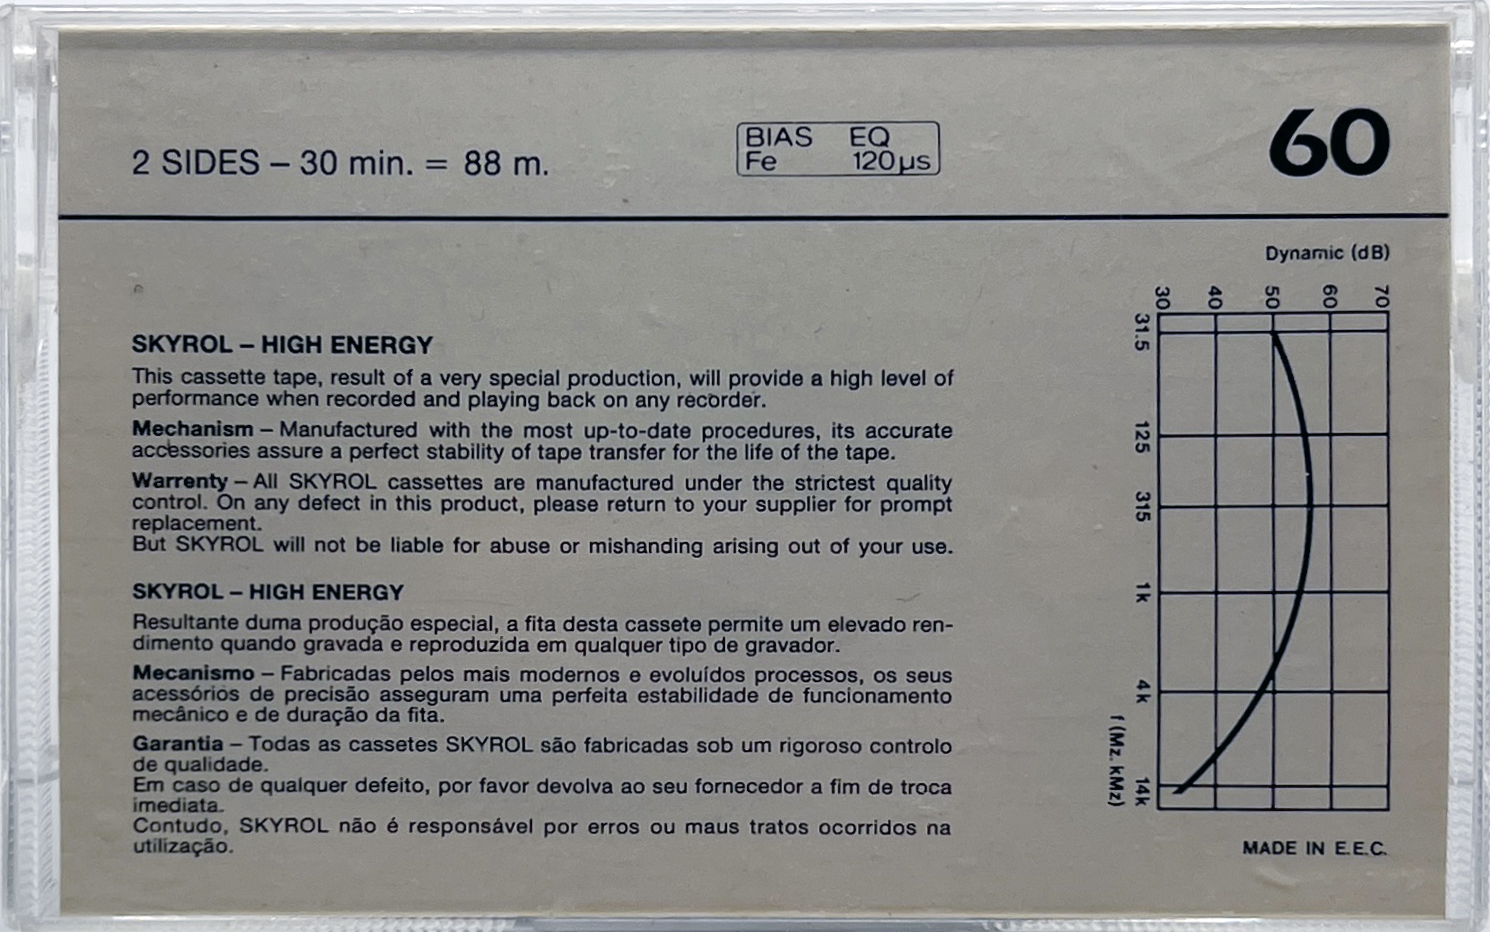 2 SIDES – 30 min. = 88 m.
BIAS EQ
Fe 120µs
60
SKYROL – HIGH ENERGY
This cassette tape, result of a very special production, will provide a high level of
performance when recorded and playing back on any recorder.
Mechanism – Manufactured with the most up-to-date procedures, its accurate
accessories assure a perfect stability of tape transfer for the life of the tape.
Warrenty – All SKYROL cassettes are manufactured under the strictest quality
control. On any defect in this product, please return to your supplier for prompt
replacement.
But SKYROL will not be liable for abuse or mishanding arising out of your use.
SKYROL – HIGH ENERGY
Resultante duma produção especial, a fita desta cassete permite um elevado ren-
dimento quando gravada e reproduzida em qualquer tipo de gravador.
Mecanismo – Fabricadas pelos mais modernos e evoluídos processos, os seus
acessórios de precisão asseguram uma perfeita estabilidade de funcionamento
mecânico e de duração da fita.
Garantia – Todas as cassetes SKYROL são fabricadas sob um rigoroso controlo
de qualidade.
Em caso de qualquer defeito, por favor devolva ao seu fornecedor a fim de troca
imediata.
Contudo, SKYROL não é responsável por erros ou maus tratos ocorridos na
utilização.
Dynamic (dB)
30 40 50 60 70
31.5 125 315 1k 4k 14k
f (Mz. kMz)
MADE IN E.E.C.